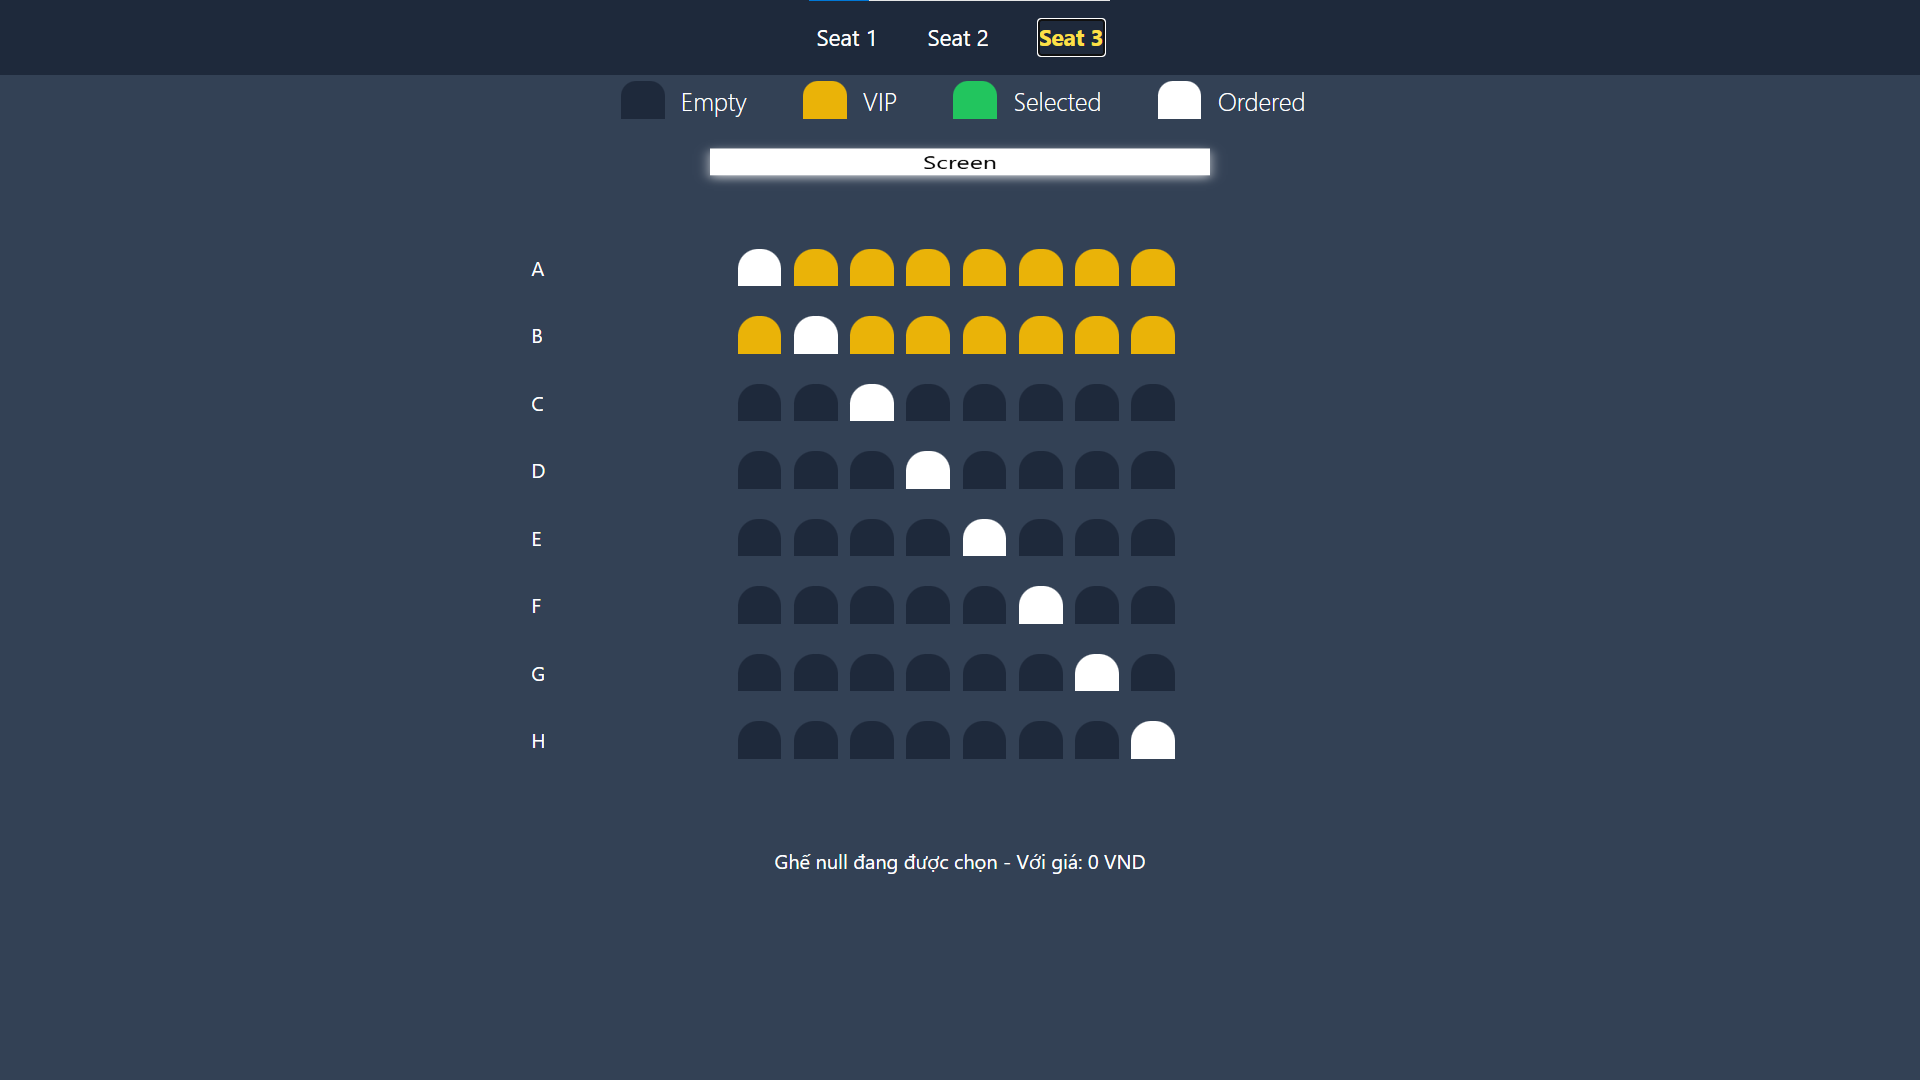 Seat 1 Seat 2 Seat 3
Empty VIP Selected Ordered
Screen
A
B
C
D
E
F
G
H
Ghế null đang được chọn - Với giá: 0 VND